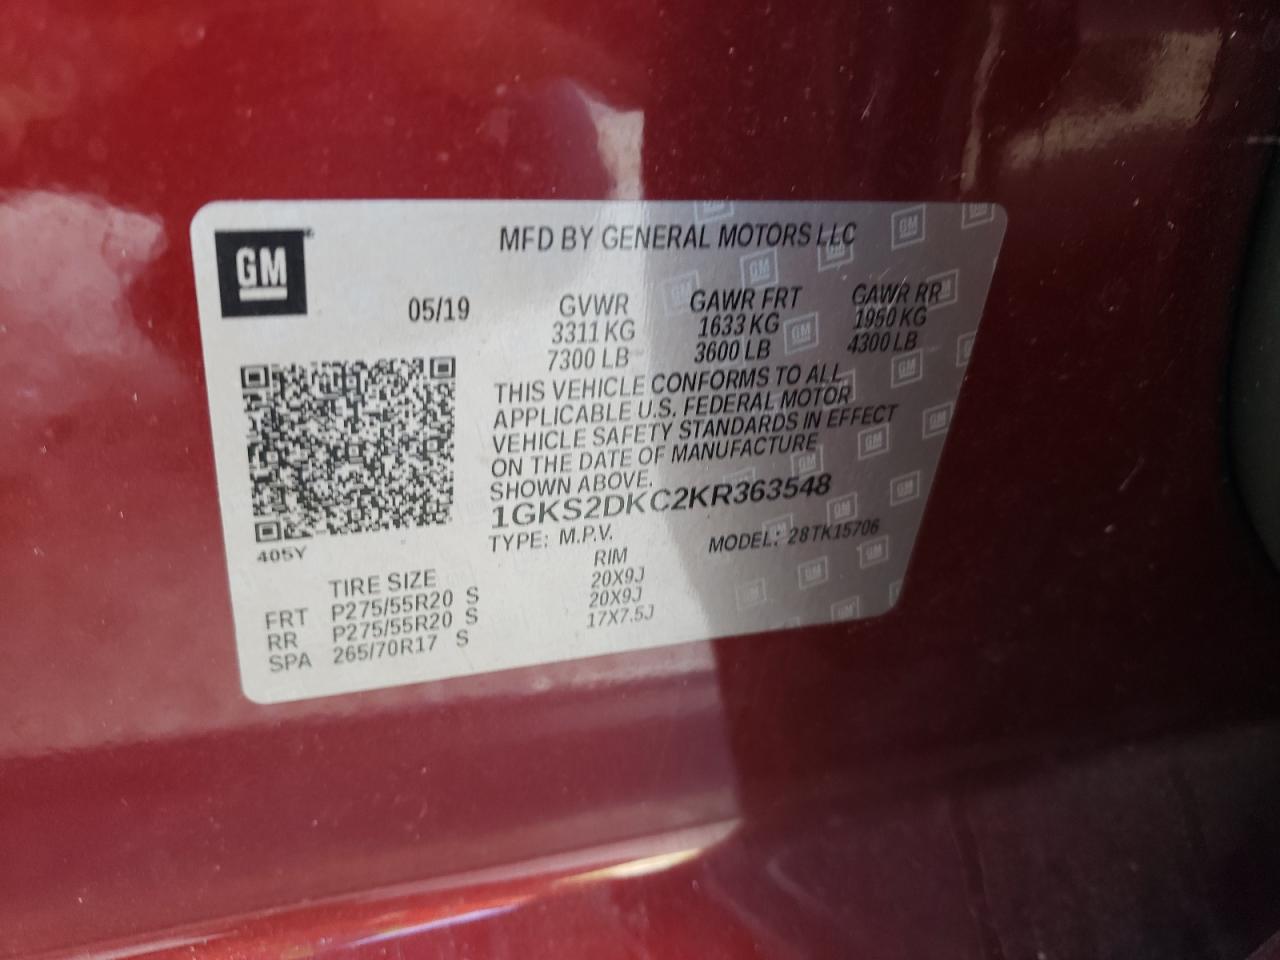 GM
MFD BY GENERAL MOTORS LLC
05/19 GVWR GAWR FRT GAWR RR
3311 KG 1633 KG 1950 KG
7300 LB 3600 LB 4300 LB
THIS VEHICLE CONFORMS TO ALL
APPLICABLE U.S. FEDERAL MOTOR
VEHICLE SAFETY STANDARDS IN EFFECT
ON THE DATE OF MANUFACTURE
SHOWN ABOVE.
1GKS2DKC2KR363548
TYPE: M.P.V. MODEL: 28TK15706
405Y
TIRE SIZE RIM
FRT P275/55R20 S 20X9J
RR P275/55R20 S 20X9J
SPA 265/70R17 S 17X7.5J